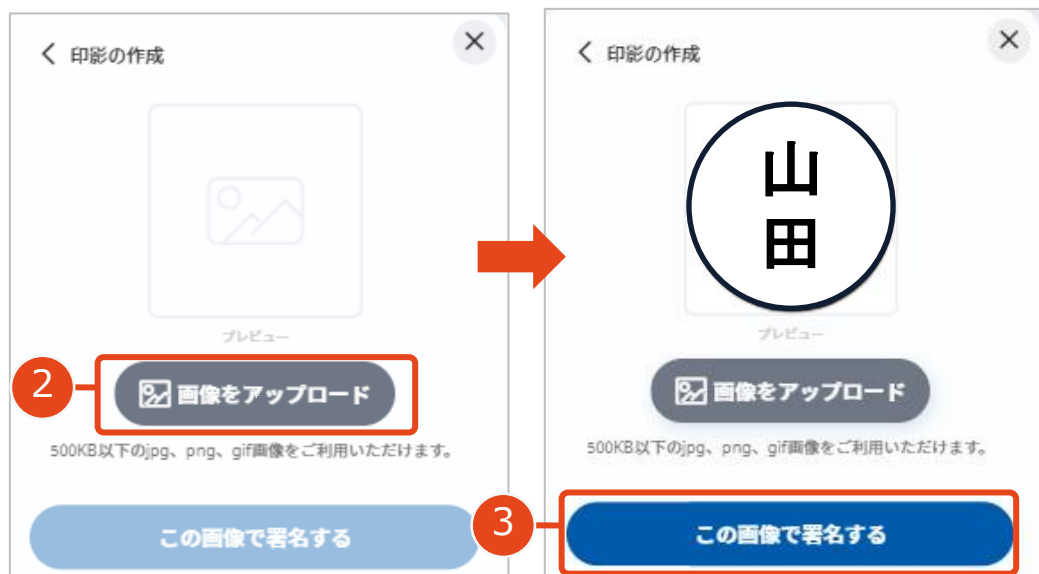 印影の作成
プレビュー
2
画像をアップロード
500KB以下のjpg、png、gif画像をご利用いただけます。
この画像で署名する
印影の作成
山
田
プレビュー
画像をアップロード
500KB以下のjpg、png、gif画像をご利用いただけます。
3
この画像で署名する